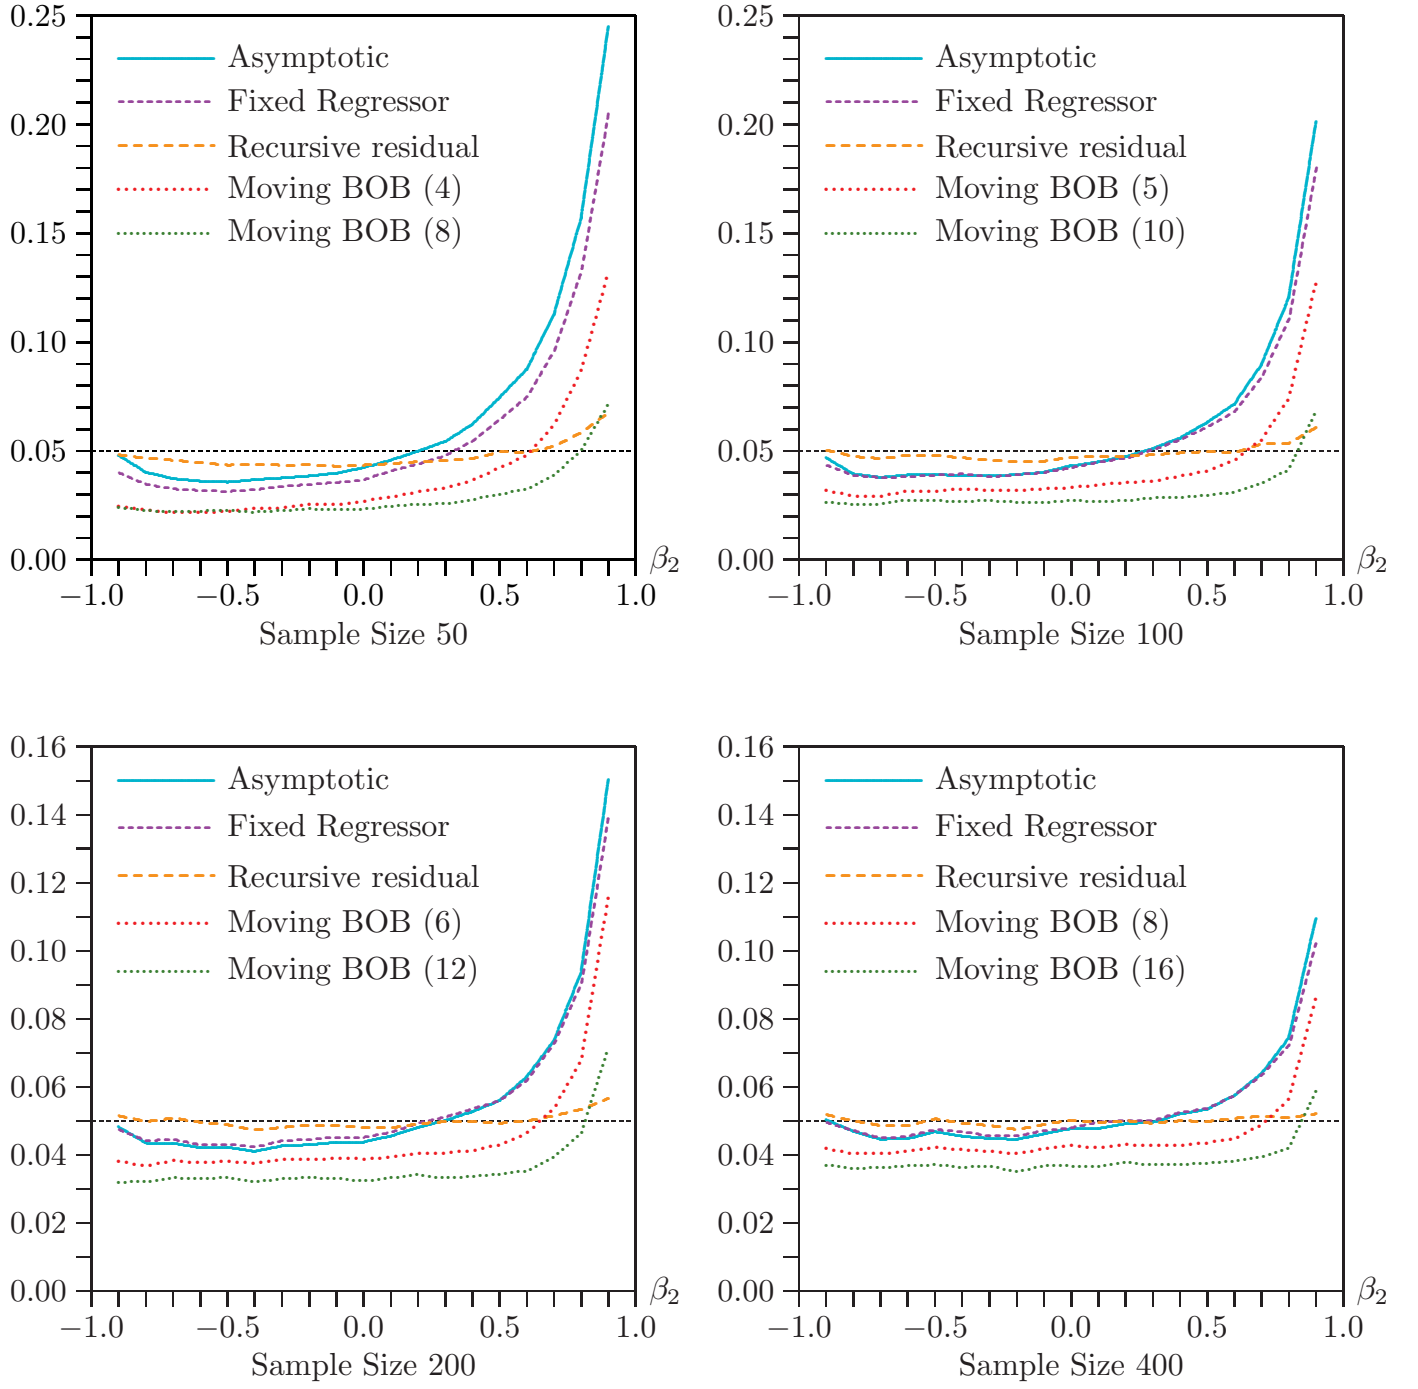 0.25
0.20
0.15
0.10
0.05
0.00
Asymptotic
Fixed Regressor
Recursive residual
Moving BOB (4)
Moving BOB (8)
−1.0 −0.5 0.0 0.5 1.0
β₂
Sample Size 50
0.25
0.20
0.15
0.10
0.05
0.00
Asymptotic
Fixed Regressor
Recursive residual
Moving BOB (5)
Moving BOB (10)
−1.0 −0.5 0.0 0.5 1.0
β₂
Sample Size 100
0.16
0.14
0.12
0.10
0.08
0.06
0.04
0.02
0.00
Asymptotic
Fixed Regressor
Recursive residual
Moving BOB (6)
Moving BOB (12)
−1.0 −0.5 0.0 0.5 1.0
β₂
Sample Size 200
0.16
0.14
0.12
0.10
0.08
0.06
0.04
0.02
0.00
Asymptotic
Fixed Regressor
Recursive residual
Moving BOB (8)
Moving BOB (16)
−1.0 −0.5 0.0 0.5 1.0
β₂
Sample Size 400